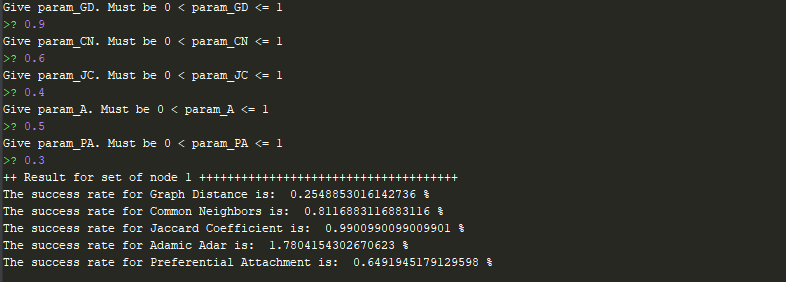 Give param_GD. Must be 0 < param_GD <= 1
>? 0.9
Give param_CN. Must be 0 < param_CN <= 1
>? 0.6
Give param_JC. Must be 0 < param_JC <= 1
>? 0.4
Give param_A. Must be 0 < param_A <= 1
>? 0.5
Give param_PA. Must be 0 < param_PA <= 1
>? 0.3
++ Result for set of node 1 +++++++++++++++++++++++++++++++++++++
The success rate for Graph Distance is:  0.2548853016142736 %
The success rate for Common Neighbors is:  0.8116883116883116 %
The success rate for Jaccard Coefficient is:  0.9900990099009901 %
The success rate for Adamic Adar is:  1.7804154302670623 %
The success rate for Preferential Attachment is:  0.6491945179129598 %